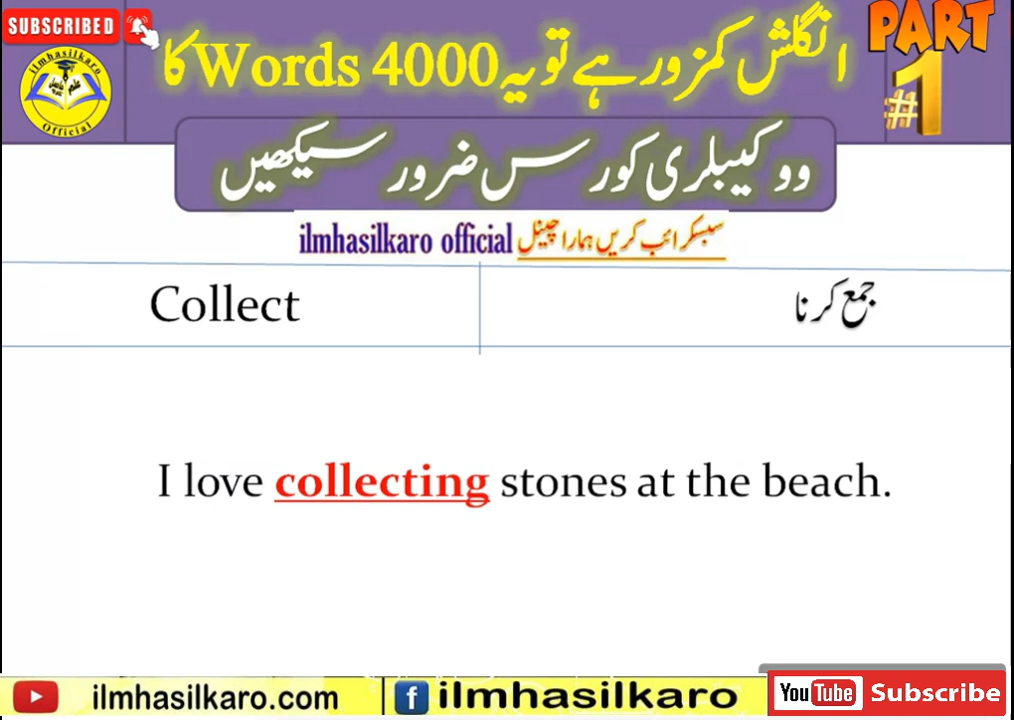 SUBSCRIBED
انگلش کمزور ہے تو یہ 4000 Words کا
PART
#1
ilmhasilkaro
Official
ووکیبلری کورس ضرور سیکھیں
ilmhasilkaro official سبسکرائب کریں ہمارا چینل
Collect جمع کرنا
I love collecting stones at the beach.
ilmhasilkaro.com f ilmhasilkaro YouTube Subscribe